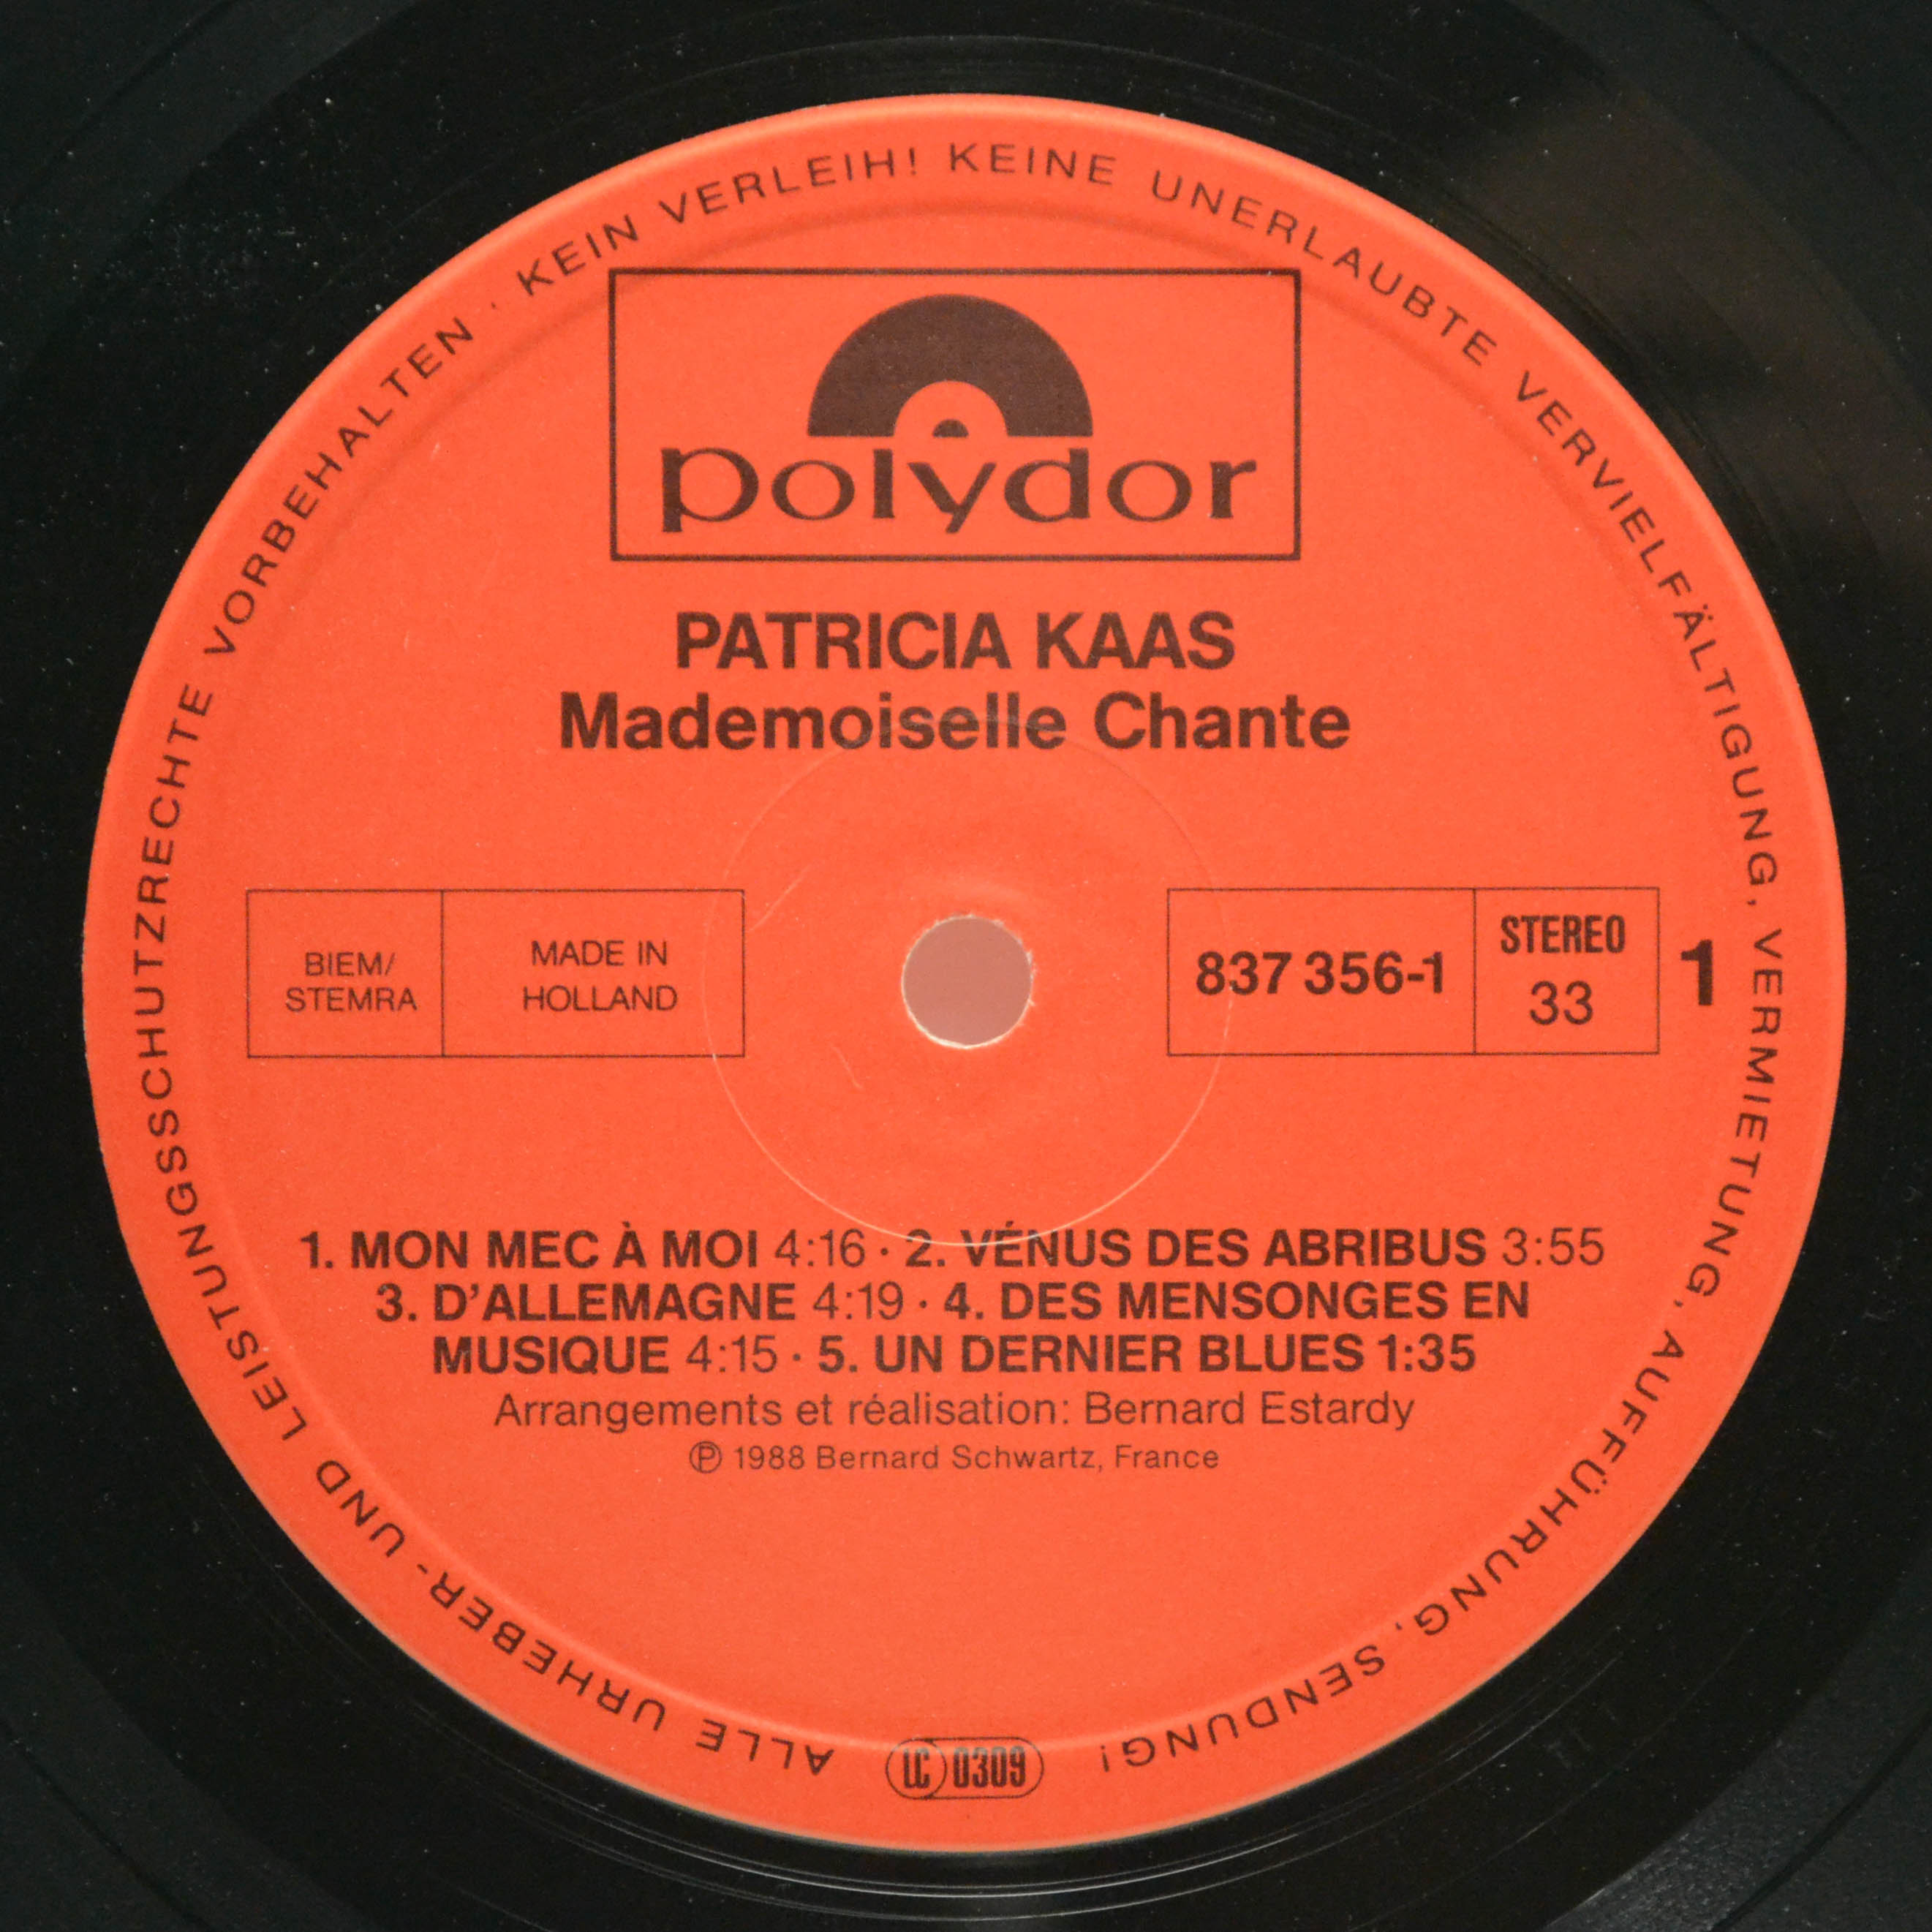 ALLE URHEBER- UND LEISTUNGSSCHUTZRECHTE VORBEHALTEN · KEIN VERLEIH! KEINE UNERLAUBTE VERVIELFÄLTIGUNG, VERMIETUNG, AUFFÜHRUNG, SENDUNG!
polydor
PATRICIA KAAS
Mademoiselle Chante
BIEM/
STEMRA
MADE IN
HOLLAND
837 356-1
STEREO
33
1
1. MON MEC À MOI 4:16 · 2. VÉNUS DES ABRIBUS 3:55
3. D'ALLEMAGNE 4:19 · 4. DES MENSONGES EN
MUSIQUE 4:15 · 5. UN DERNIER BLUES 1:35
Arrangements et réalisation: Bernard Estardy
℗ 1988 Bernard Schwartz, France
LC 0309